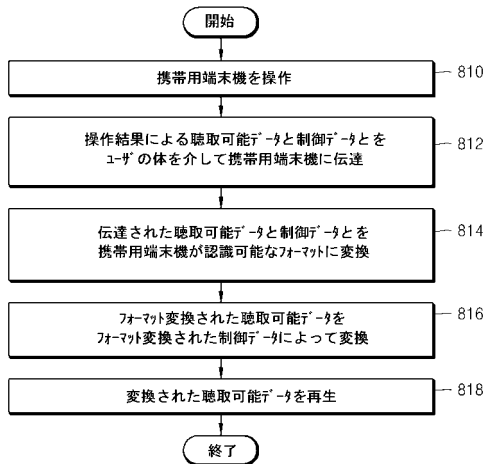 開始
携帯用端末機を操作
810
操作結果による聴取可能ﾃﾞｰﾀと制御ﾃﾞｰﾀとを
ﾕｰｻﾞの体を介して携帯用端末機に伝達
812
伝達された聴取可能ﾃﾞｰﾀと制御ﾃﾞｰﾀとを
携帯用端末機が認識可能なﾌｫｰﾏｯﾄに変換
814
ﾌｫｰﾏｯﾄ変換された聴取可能ﾃﾞｰﾀを
ﾌｫｰﾏｯﾄ変換された制御ﾃﾞｰﾀによって変換
816
変換された聴取可能ﾃﾞｰﾀを再生
818
終了